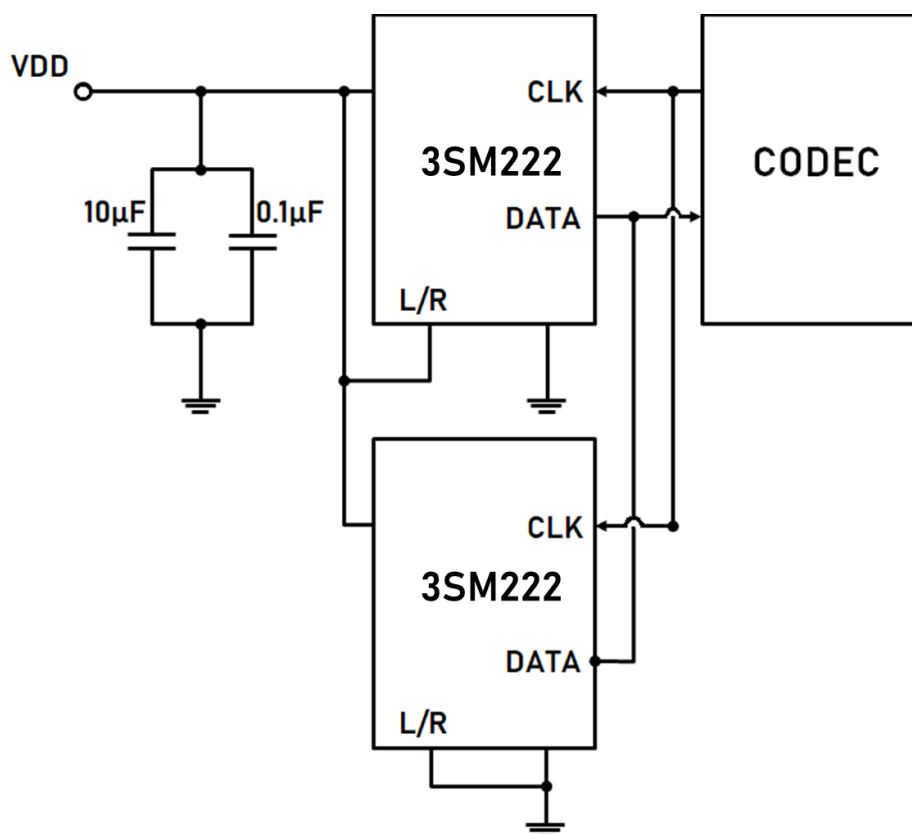 VDD
10µF
0.1µF
CLK
3SM222
DATA
L/R
CODEC
CLK
3SM222
DATA
L/R